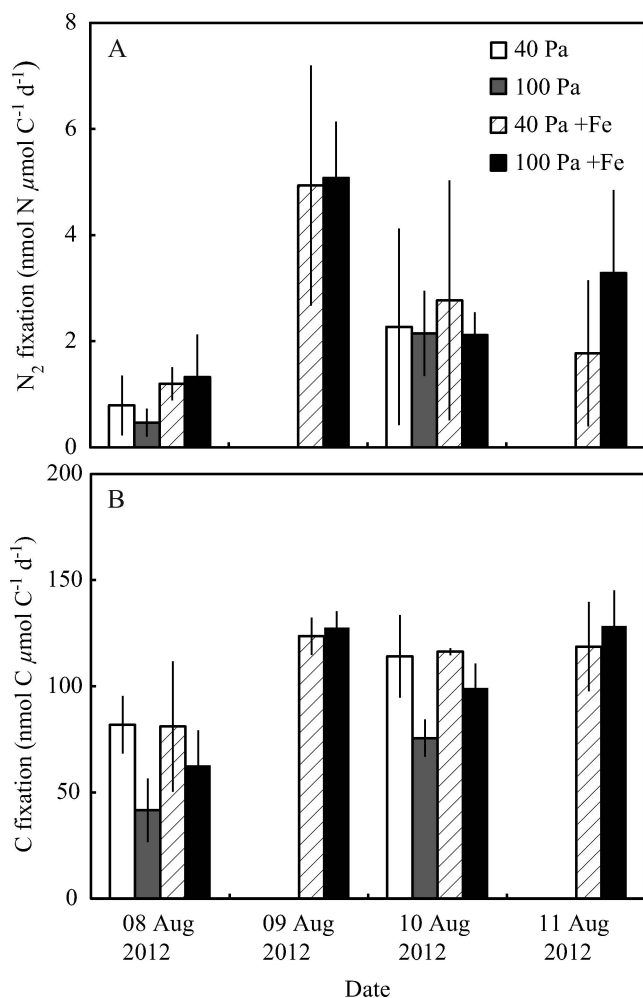 A
40 Pa
100 Pa
40 Pa +Fe
100 Pa +Fe
8
6
4
2
0
N₂ fixation (nmol N µmol C⁻¹ d⁻¹)
B
200
150
100
50
0
C fixation (nmol C µmol C⁻¹ d⁻¹)
08 Aug
2012
09 Aug
2012
10 Aug
2012
11 Aug
2012
Date